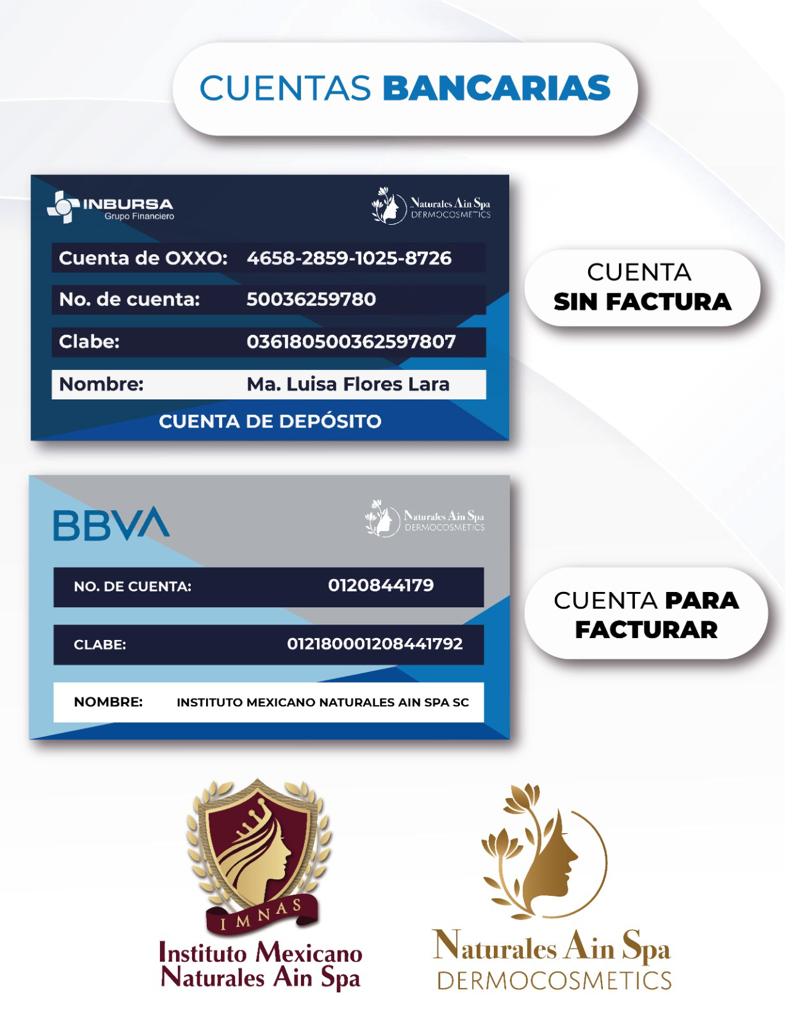 CUENTAS BANCARIAS
INBURSA
Grupo Financiero
Naturales Ain Spa
DERMOCOSMETICS
Cuenta de OXXO: 4658-2859-1025-8726
No. de cuenta: 50036259780
Clabe: 036180500362597807
Nombre: Ma. Luisa Flores Lara
CUENTA DE DEPÓSITO
CUENTA
SIN FACTURA
BBVA
Naturales Ain Spa
DERMOCOSMETICS
NO. DE CUENTA: 0120844179
CLABE: 012180001208441792
NOMBRE: INSTITUTO MEXICANO NATURALES AIN SPA SC
CUENTA PARA
FACTURAR
IMNAS
Instituto Mexicano
Naturales Ain Spa
Naturales Ain Spa
DERMOCOSMETICS